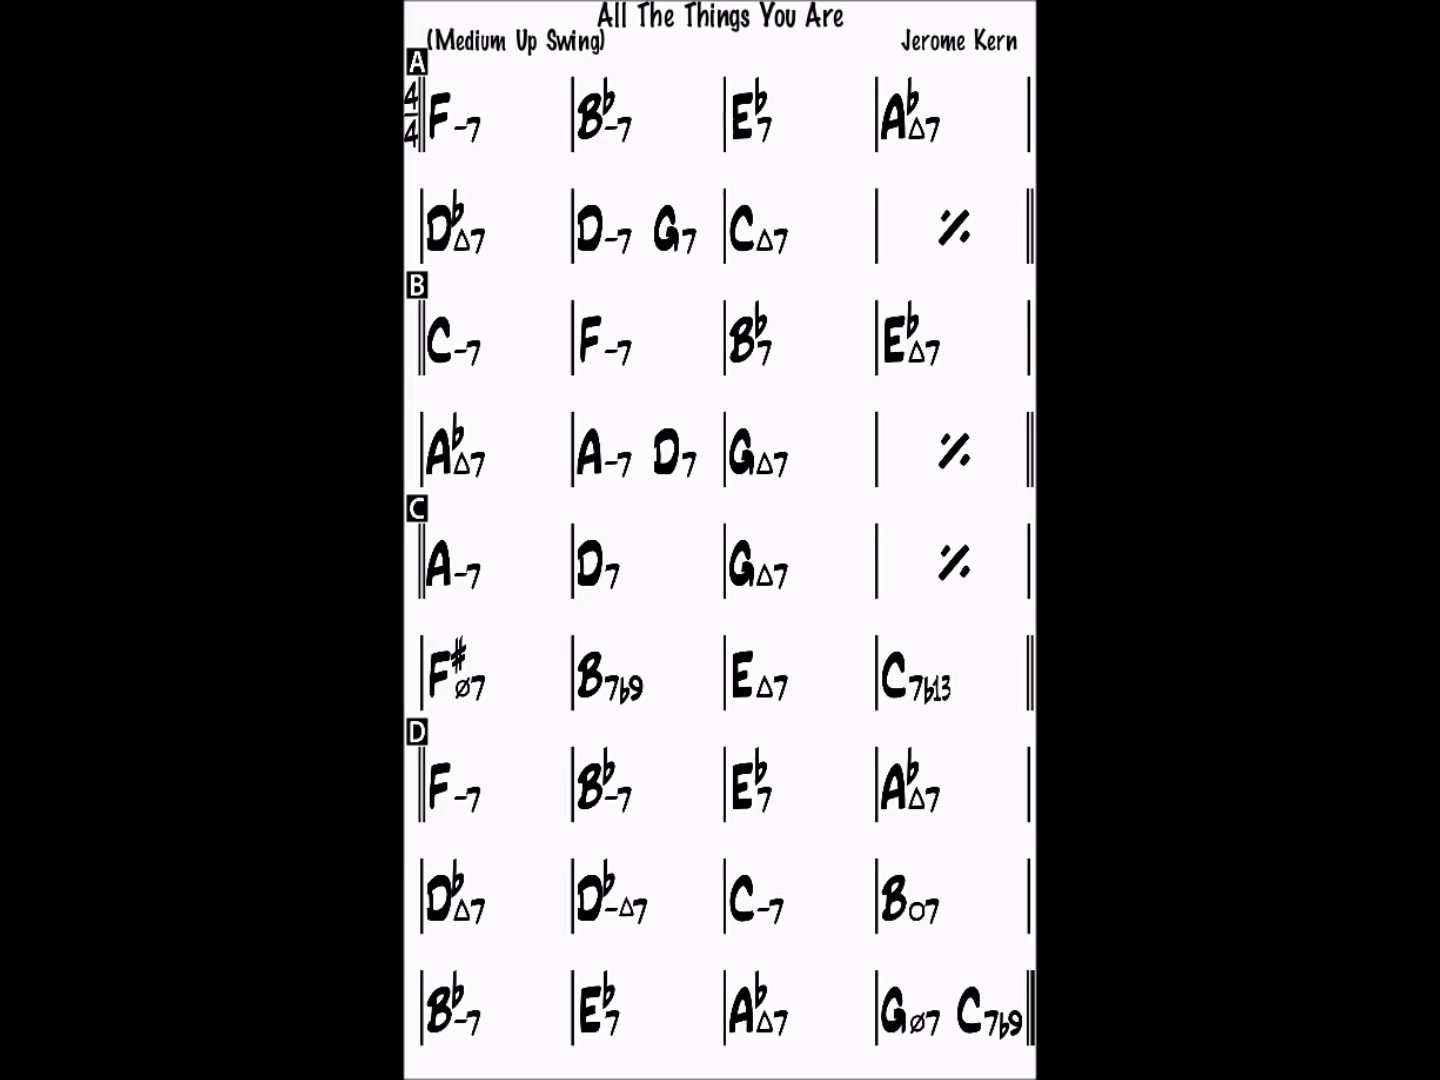 All The Things You Are
(Medium Up Swing) Jerome Kern
A
4/4 F-7 B♭-7 E♭7 A♭Δ7
D♭Δ7 D-7 G7 CΔ7 𝄎
B
C-7 F-7 B♭7 E♭Δ7
A♭Δ7 A-7 D7 GΔ7 𝄎
C
A-7 D7 GΔ7 𝄎
F#ø7 B7♭9 EΔ7 C7♭13
D
F-7 B♭-7 E♭7 A♭Δ7
D♭Δ7 D♭-Δ7 C-7 Bo7
B♭-7 E♭7 A♭Δ7 Gø7 C7♭9